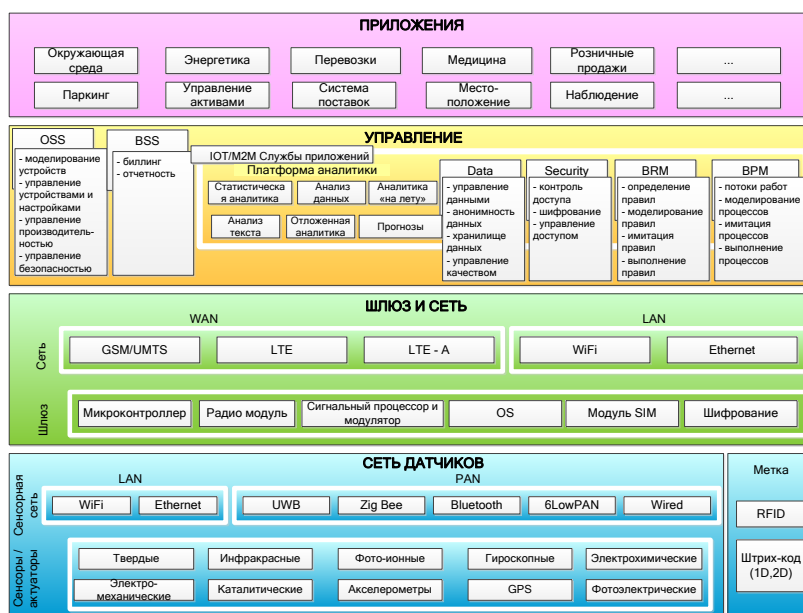 ПРИЛОЖЕНИЯ
Окружающая
среда
Энергетика
Перевозки
Медицина
Розничные
продажи
...
Паркинг
Управление
активами
Система
поставок
Место-
положение
Наблюдение
...
УПРАВЛЕНИЕ
OSS
- моделирование
устройств
- управление
устройствами и
настройками
- управление
производитель-
ностью
- управление
безопасностью
BSS
- биллинг
- отчетность
IOT/M2M Службы приложений
Платформа аналитики
Статистическа
я аналитика
Анализ
данных
Аналитика
«на лету»
Анализ
текста
Отложенная
аналитика
Прогнозы
Data
- управление
данными
- анонимность
данных
- хранилище
данных
- управление
качеством
Security
- контроль
доступа
- шифрование
- управление
доступом
BRM
- определение
правил
- моделирование
правил
- имитация
правил
- выполнение
правил
BPM
- потоки работ
- моделирование
процессов
- имитация
процессов
- выполнение
процессов
ШЛЮЗ И СЕТЬ
WAN
LAN
Сеть
GSM/UMTS
LTE
LTE - A
WiFi
Ethernet
Шлюз
Микроконтроллер
Радио модуль
Сигнальный процессор и
модулятор
OS
Модуль SIM
Шифрование
СЕТЬ ДАТЧИКОВ
LAN
PAN
Сенсорная
сеть
WiFi
Ethernet
UWB
Zig Bee
Bluetooth
6LowPAN
Wired
Сенсоры /
актуаторы
Твердые
Инфракрасные
Фото-ионные
Гироскопные
Электрохимические
Электро-
механические
Каталитические
Акселерометры
GPS
Фотоэлектрические
Метка
RFID
Штрих-код
(1D,2D)